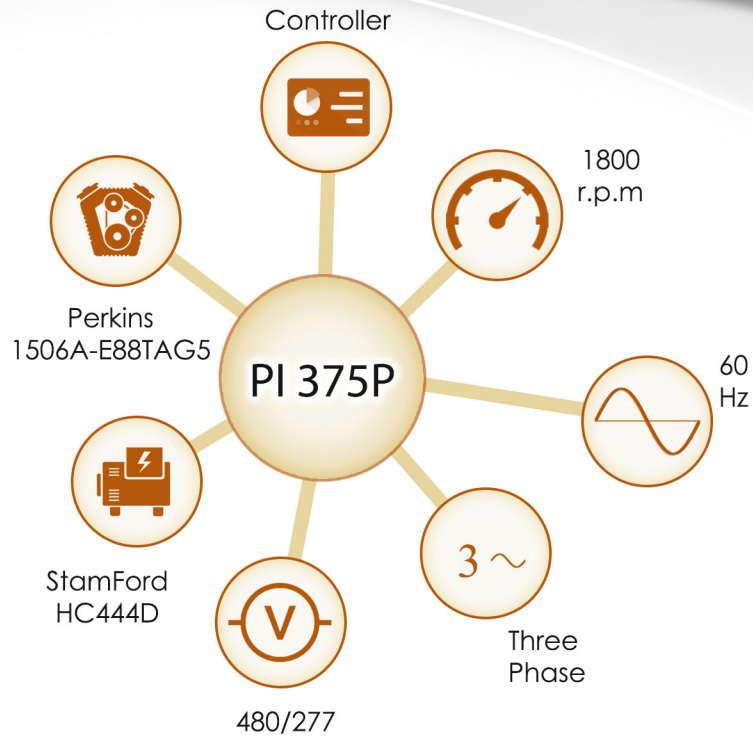 Controller
1800
r.p.m
Perkins
1506A-E88TAG5
PI 375P
60
Hz
StamFord
HC444D
V
3 ~
Three
Phase
480/277